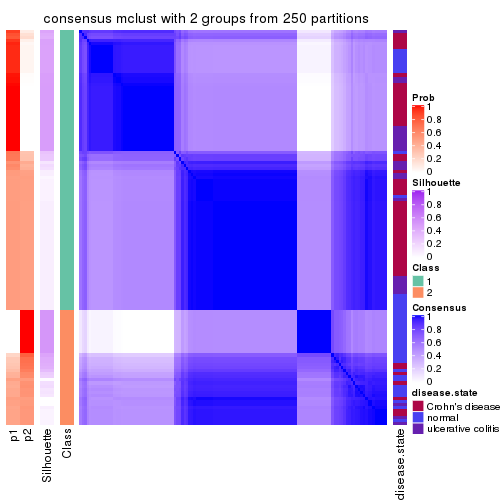 consensus mclust with 2 groups from 250 partitions
Prob
1
0.8
0.6
0.4
0.2
0
Silhouette
1
0.8
0.6
0.4
0.2
0
Class
1
2
Consensus
1
0.8
0.6
0.4
0.2
0
disease.state
Crohn's disease
normal
ulcerative colitis
p1
p2
Silhouette
Class
disease.state